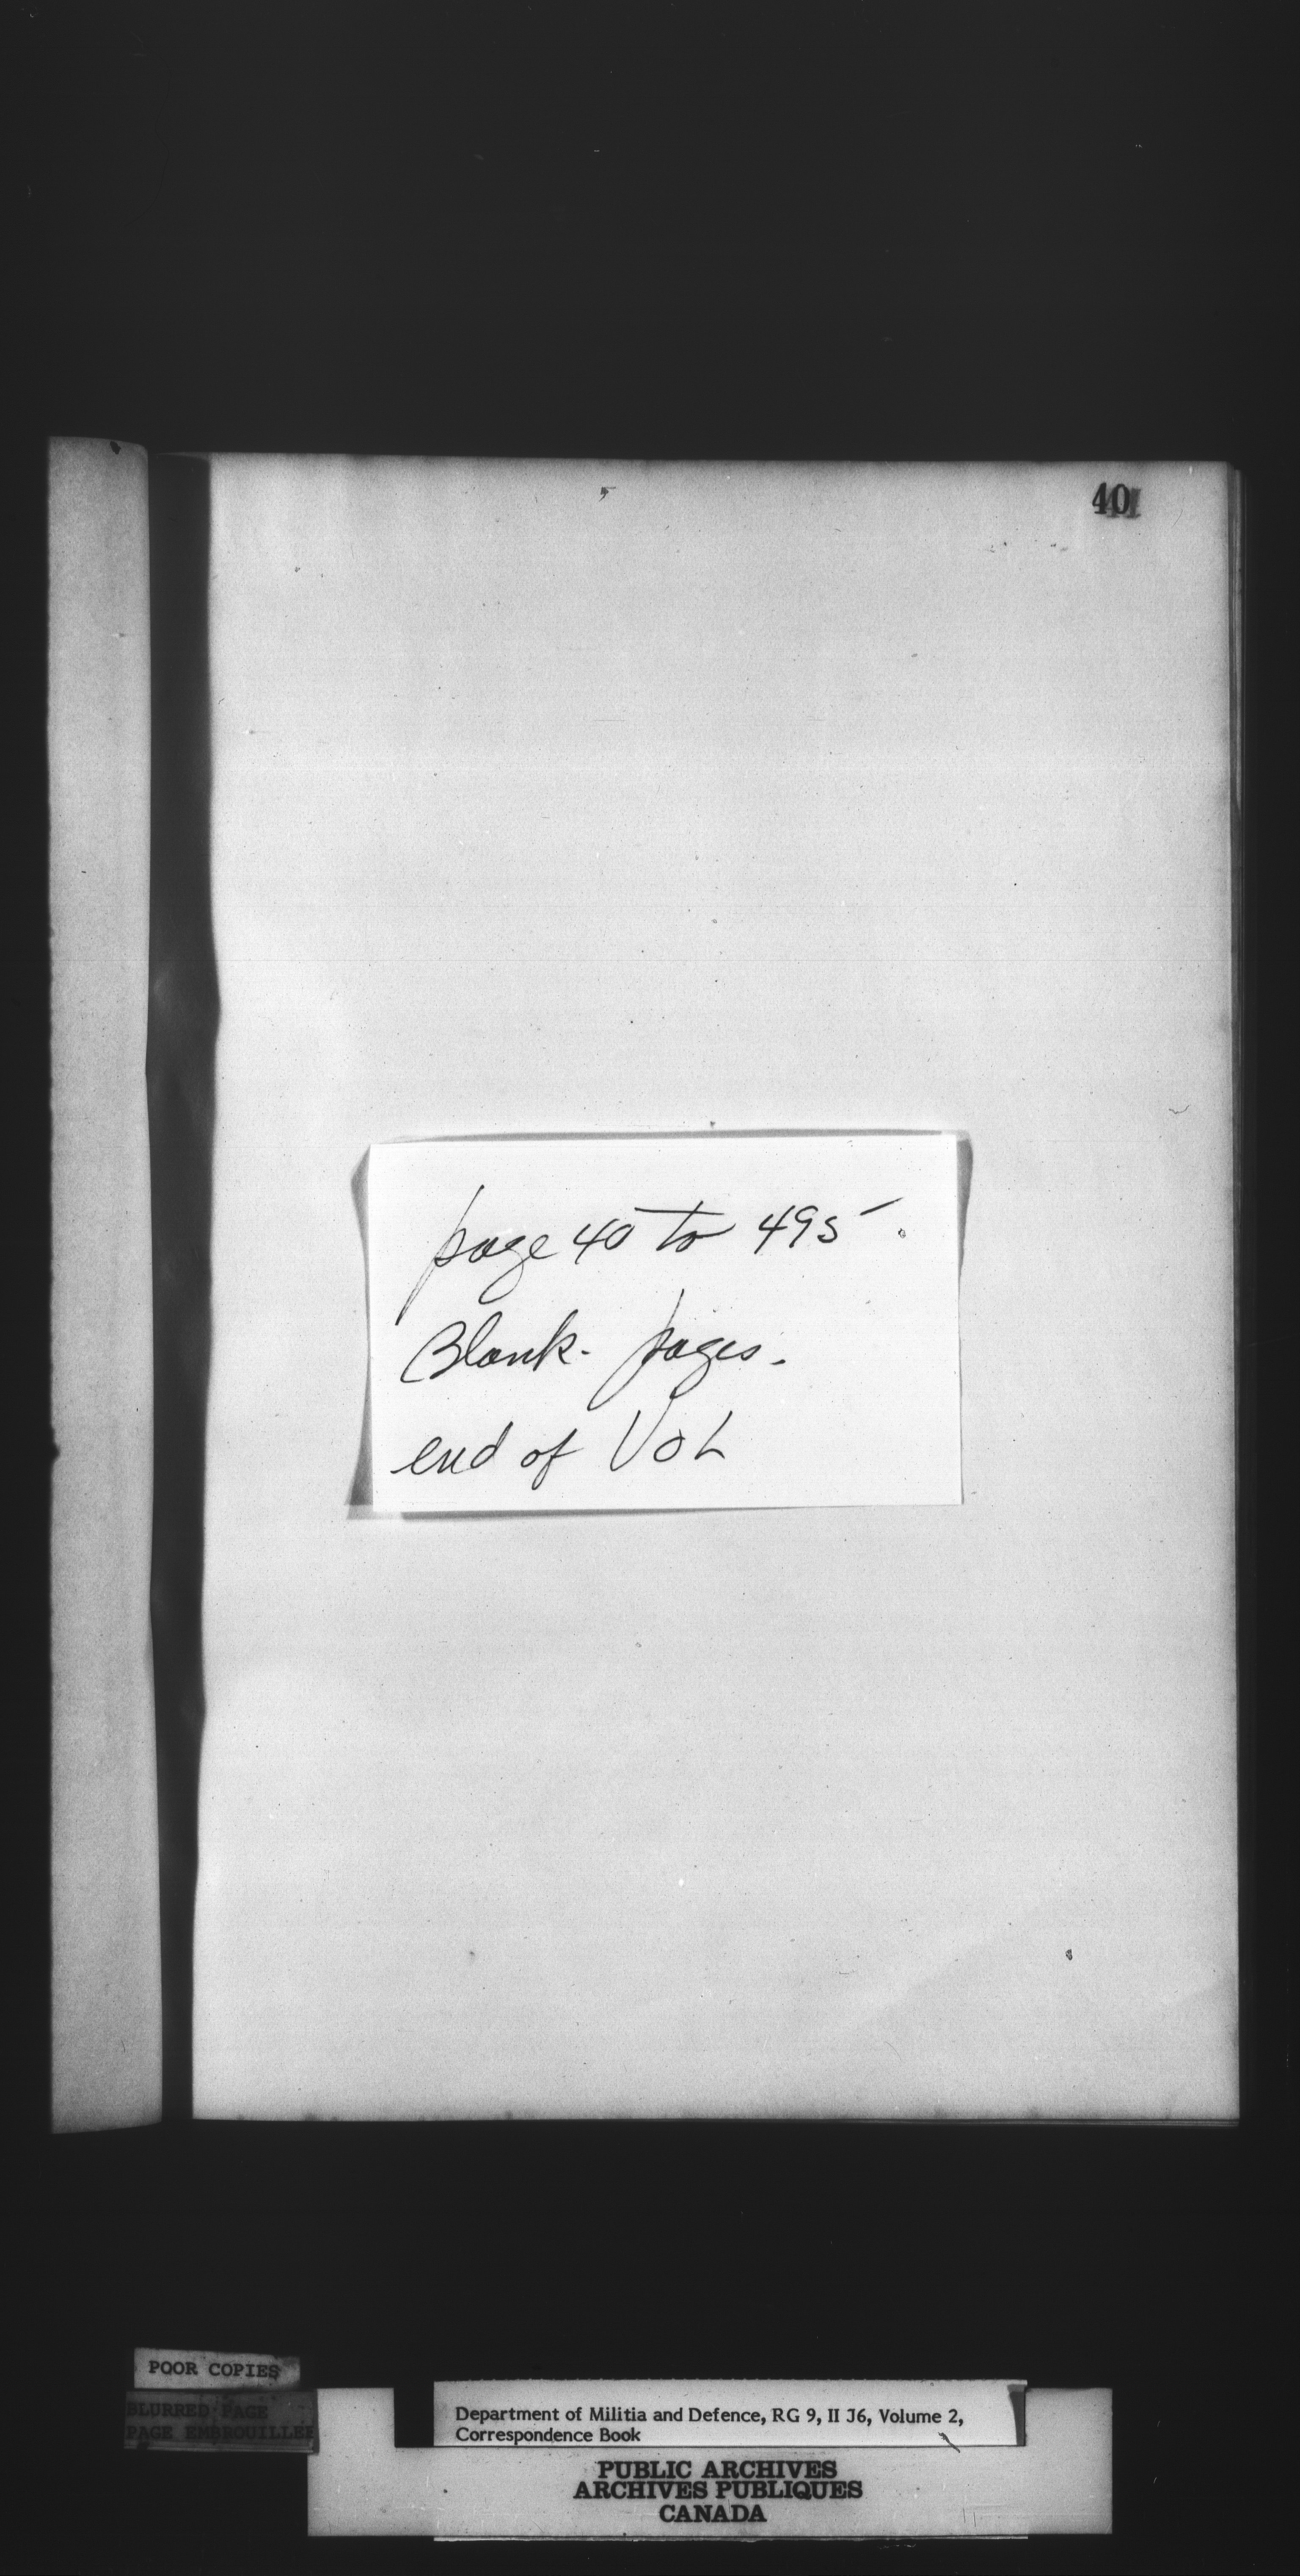 40
page 40 to 495.
Blank- pages.
end of VOL
POOR COPIES
BLURRED PAGE
PAGE EMBROUILLEE
Department of Militia and Defence, RG 9, II J6, Volume 2,
Correspondence Book
PUBLIC ARCHIVES
ARCHIVES PUBLIQUES
CANADA